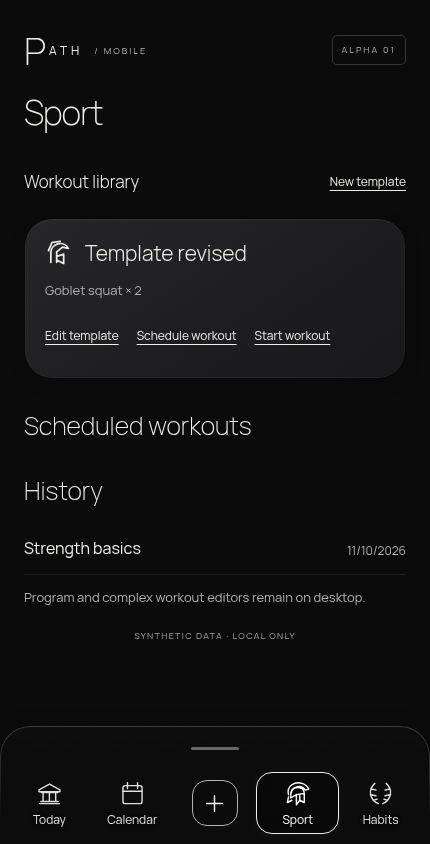 PATH / MOBILE
ALPHA 01
Sport
Workout library
New template
Template revised
Goblet squat × 2
Edit template Schedule workout Start workout
Scheduled workouts
History
Strength basics
11/10/2026
Program and complex workout editors remain on desktop.
SYNTHETIC DATA · LOCAL ONLY
Today Calendar Sport Habits